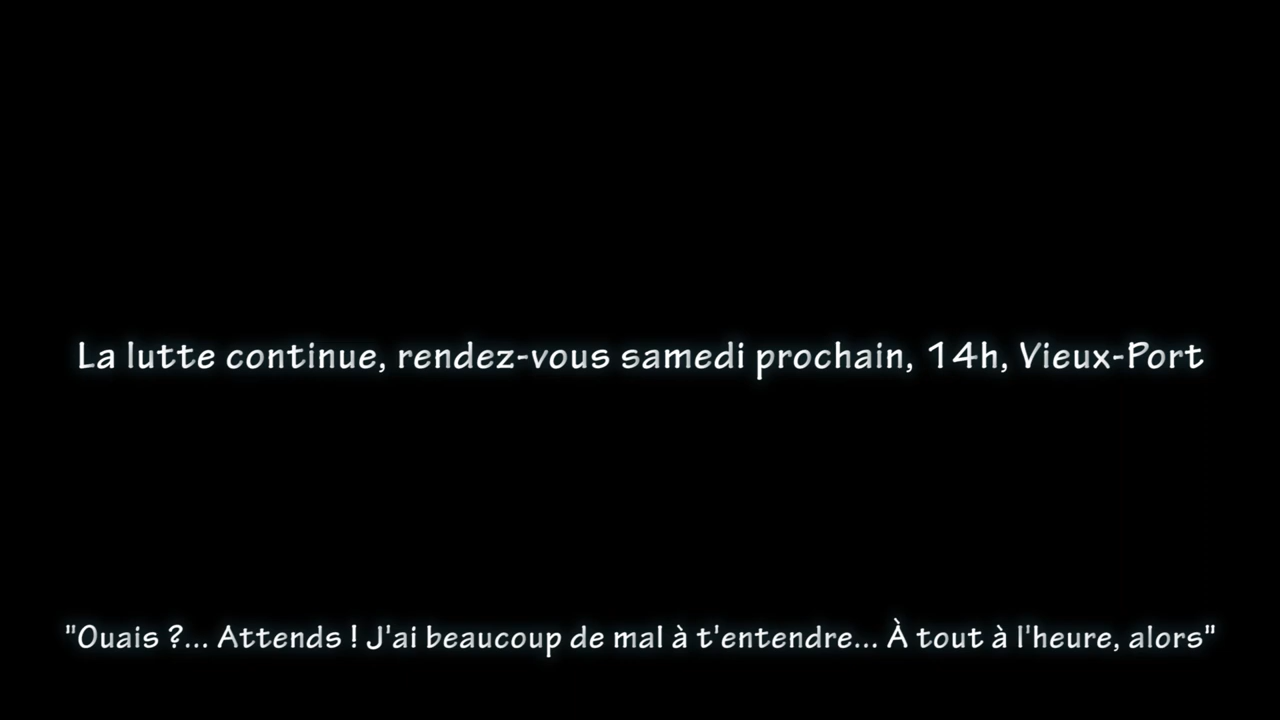 La lutte continue, rendez-vous samedi prochain, 14h, Vieux-Port
"Ouais ?... Attends ! J'ai beaucoup de mal à t'entendre... À tout à l'heure, alors"